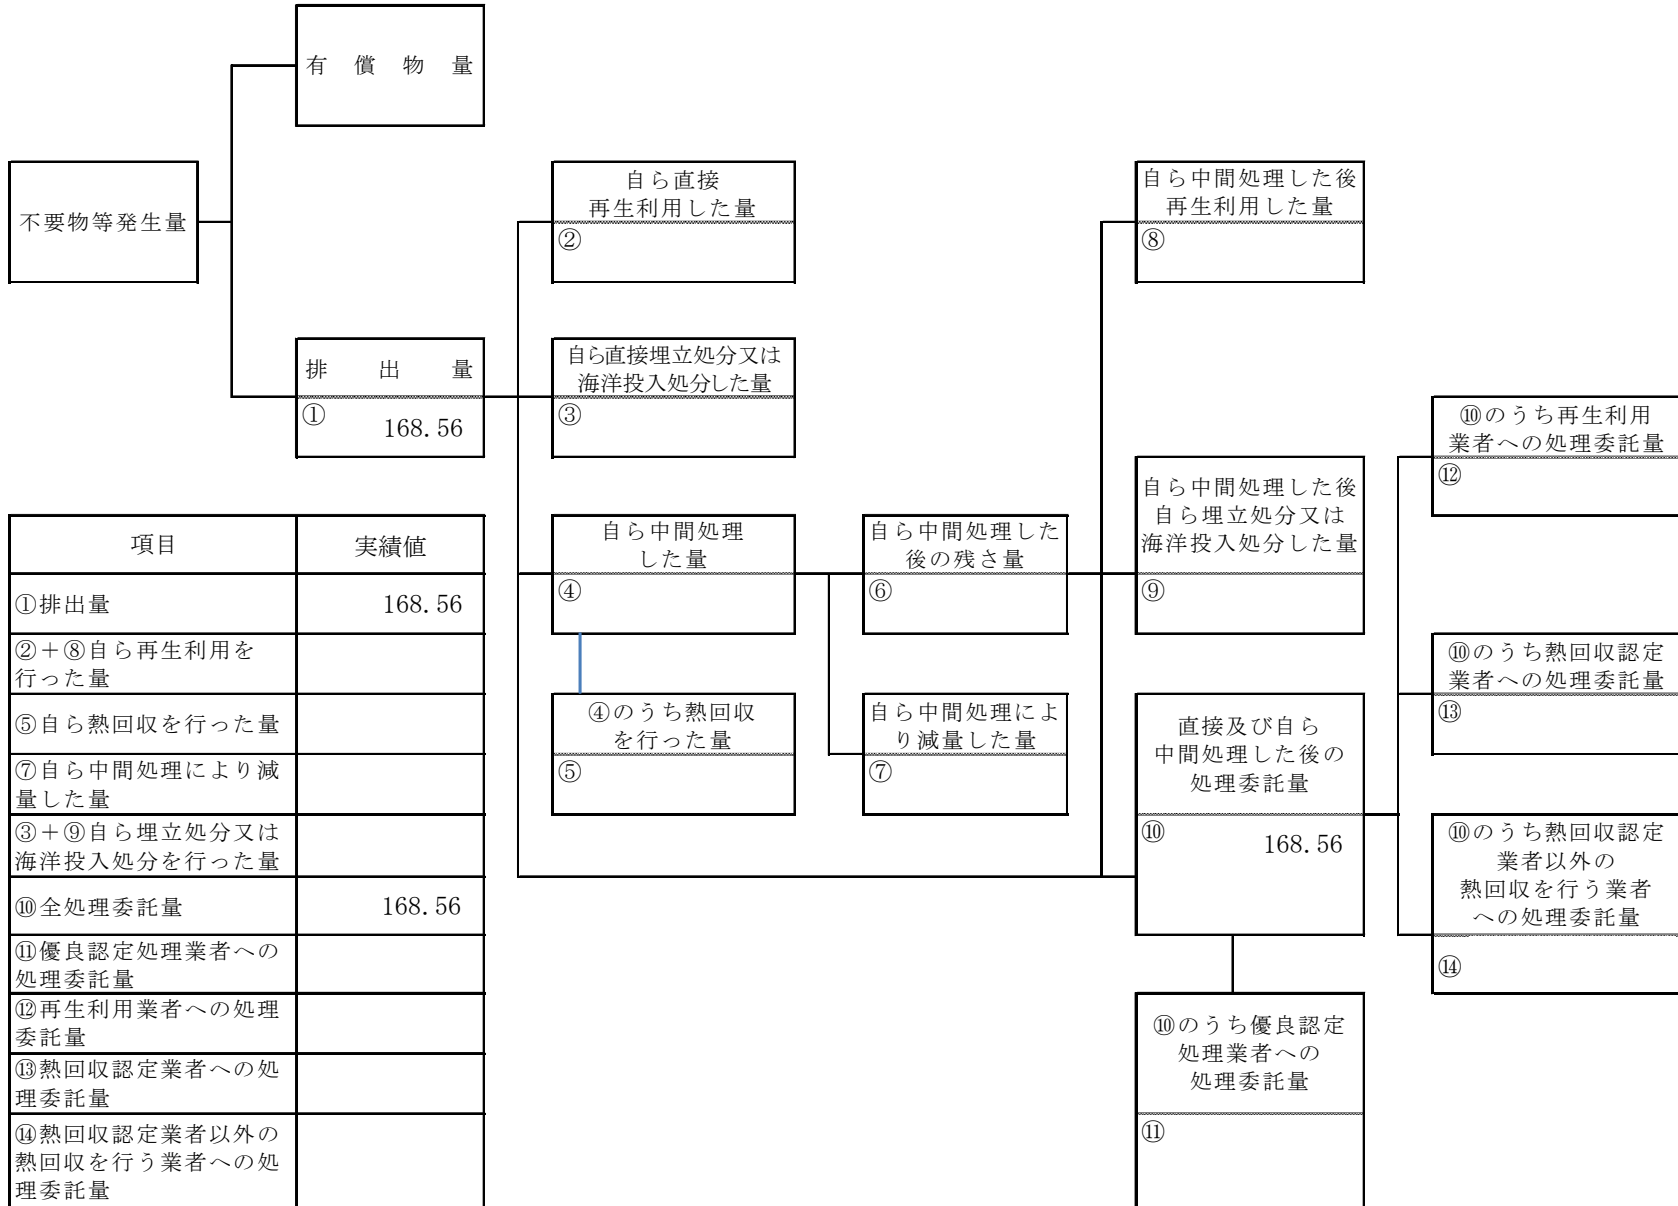 有償物量
不要物等発生量
自ら直接
再生利用した量
②
自ら中間処理した後
再生利用した量
⑧
排出量
①
168.56
自ら直接埋立処分又は
海洋投入処分した量
③
⑩のうち再生利用
業者への処理委託量
⑫
自ら中間処理
した量
④
自ら中間処理した
後の残さ量
⑥
自ら中間処理した後
自ら埋立処分又は
海洋投入処分した量
⑨
④のうち熱回収
を行った量
⑤
自ら中間処理によ
り減量した量
⑦
直接及び自ら
中間処理した後の
処理委託量
⑩
168.56
⑩のうち熱回収認定
業者への処理委託量
⑬
⑩のうち熱回収認定
業者以外の
熱回収を行う業者
への処理委託量
⑭
⑩のうち優良認定
処理業者への
処理委託量
⑪
項目 実績値
①排出量 168.56
②＋⑧自ら再生利用を
行った量
⑤自ら熱回収を行った量
⑦自ら中間処理により減
量した量
③＋⑨自ら埋立処分又は
海洋投入処分を行った量
⑩全処理委託量 168.56
⑪優良認定処理業者への
処理委託量
⑫再生利用業者への処理
委託量
⑬熱回収認定業者への処
理委託量
⑭熱回収認定業者以外の
熱回収を行う業者への処
理委託量